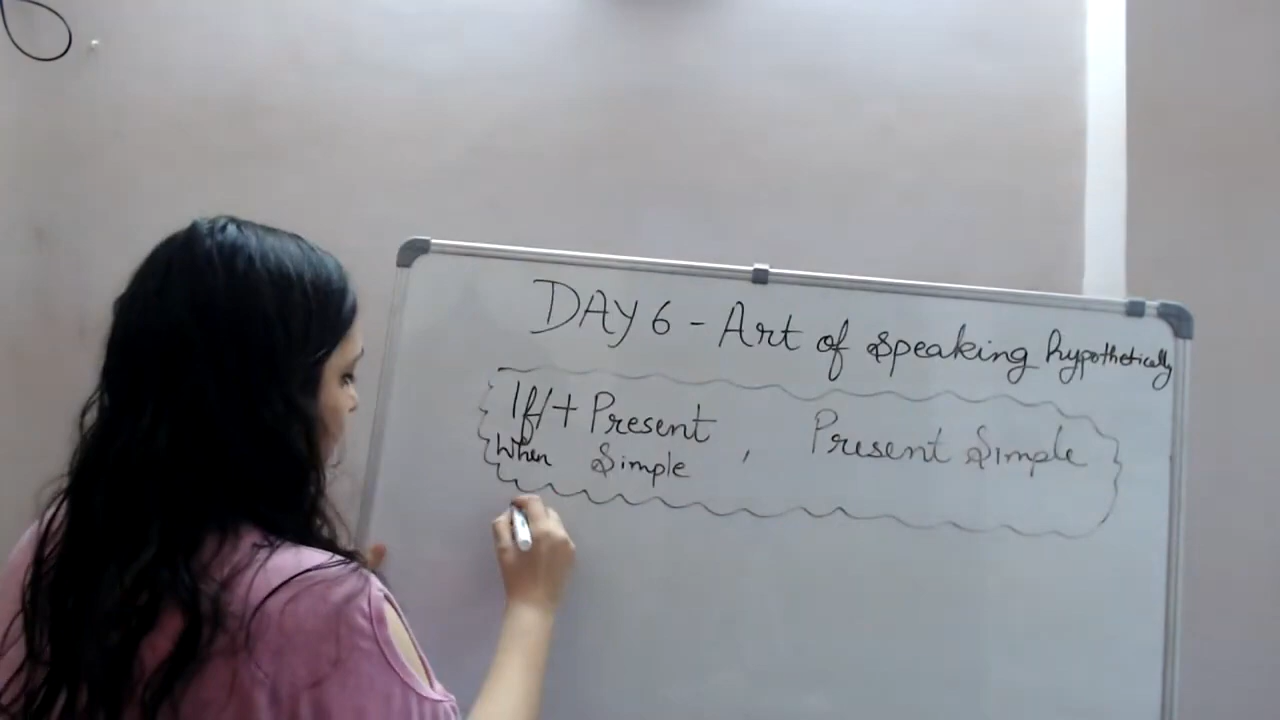 DAY 6 - Art of speaking hypothetically
If/ + Present , Present Simple
When Simple